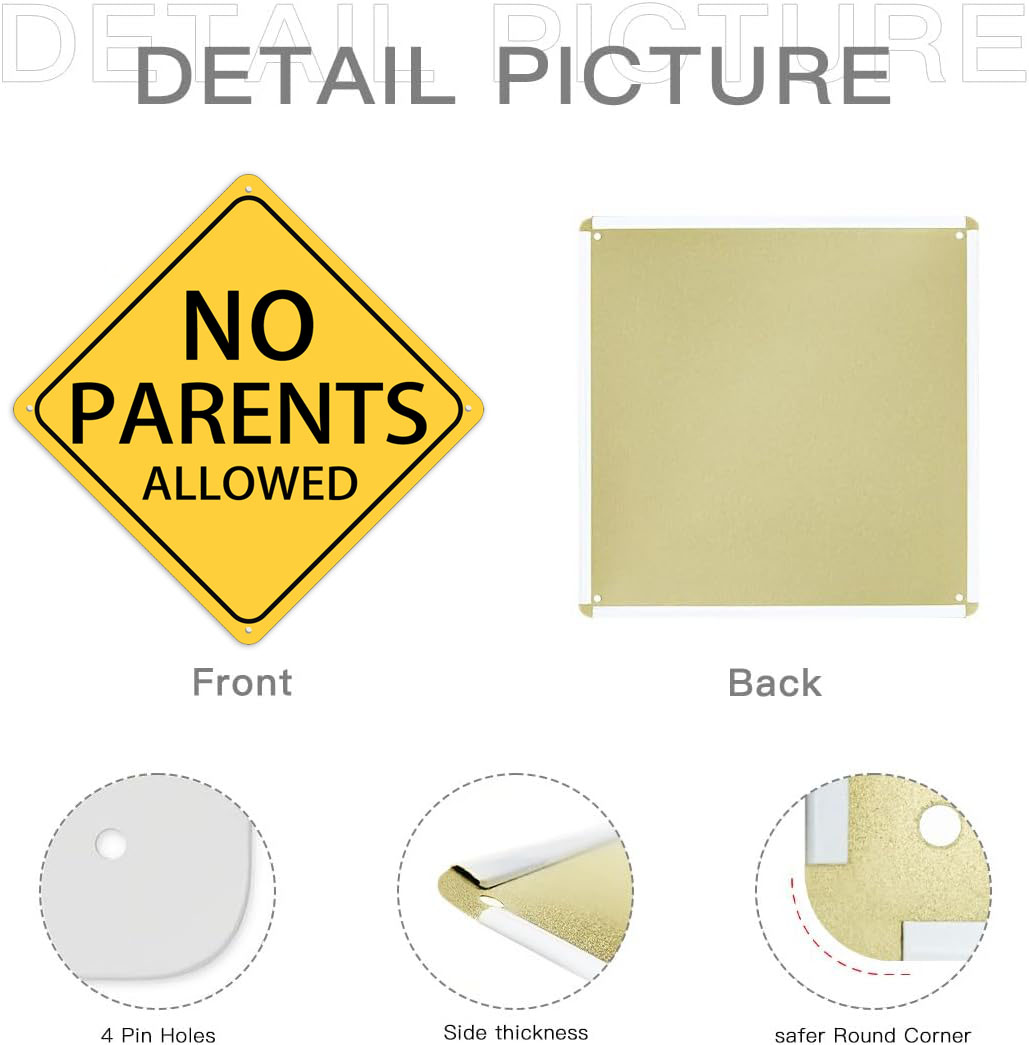 DETAIL PICTURE
DETAIL PICTURE
NO
PARENTS
ALLOWED
Front
Back
4 Pin Holes
Side thickness
safer Round Corner